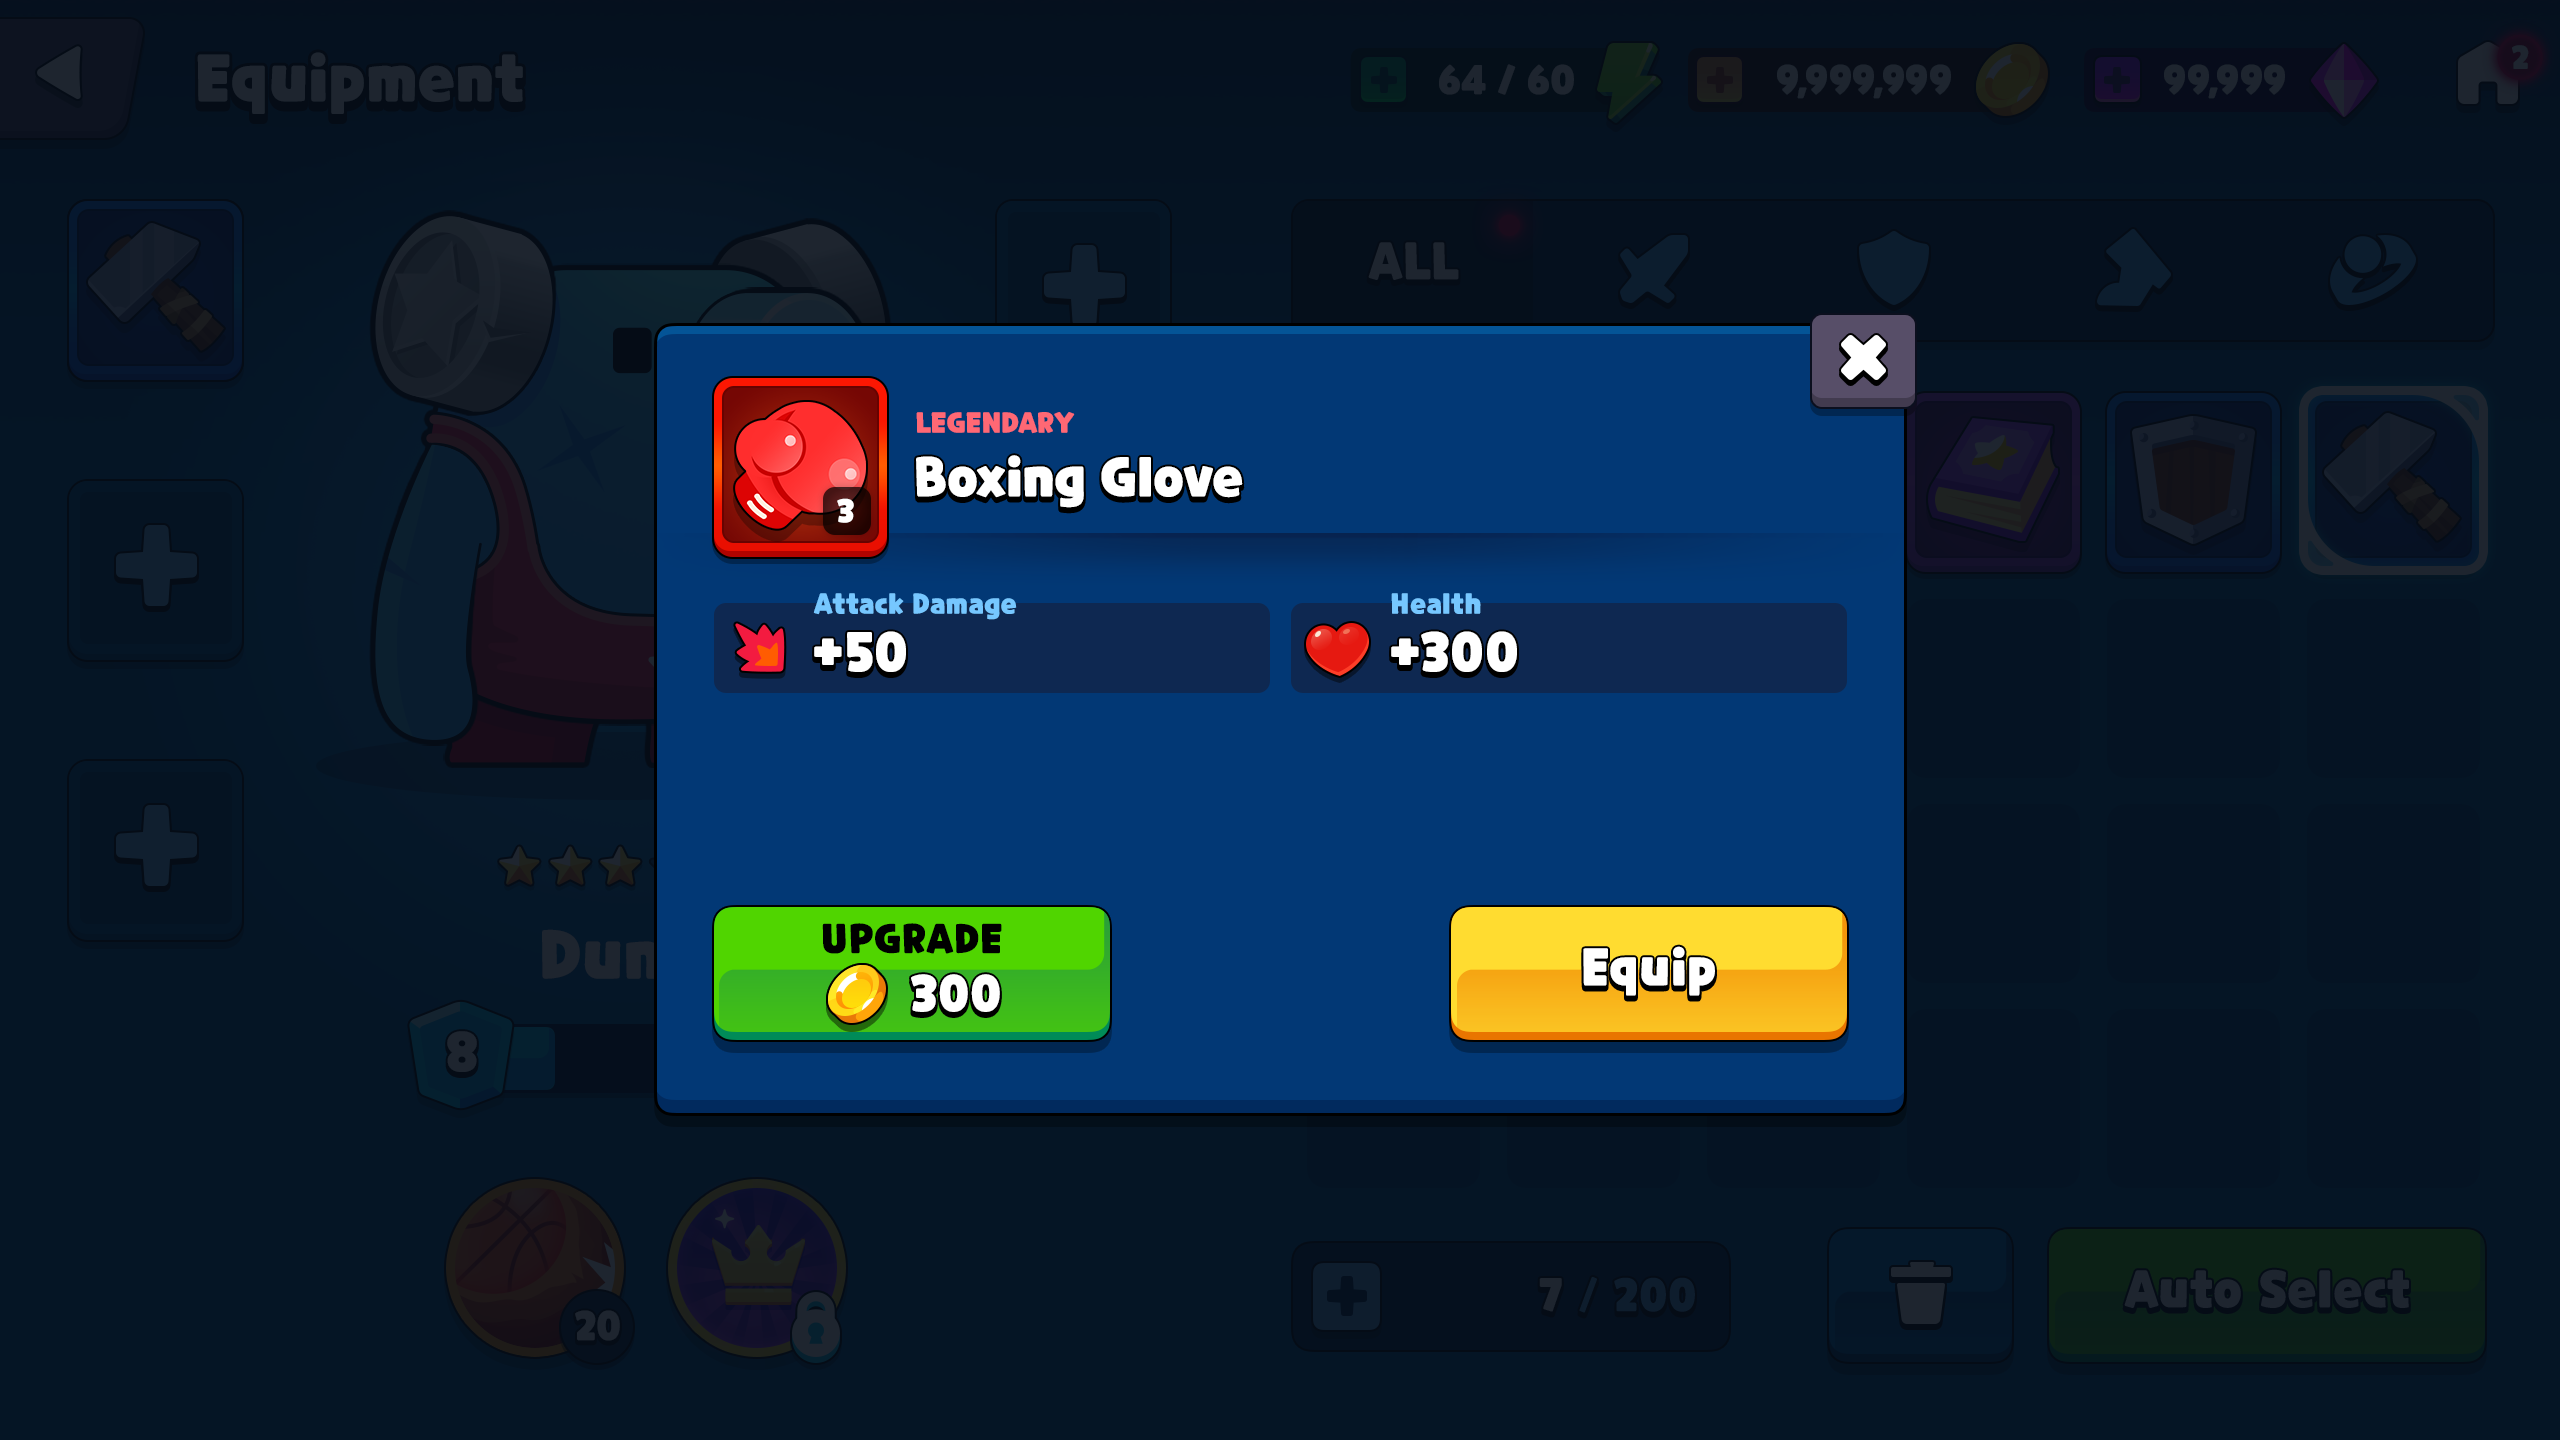 Equipment
64 / 60
9,999,999
99,999
2
ALL
LEGENDARY
Boxing Glove
3
Attack Damage
+50
Health
+300
UPGRADE
300
Equip
8
20
7 / 200
Auto Select